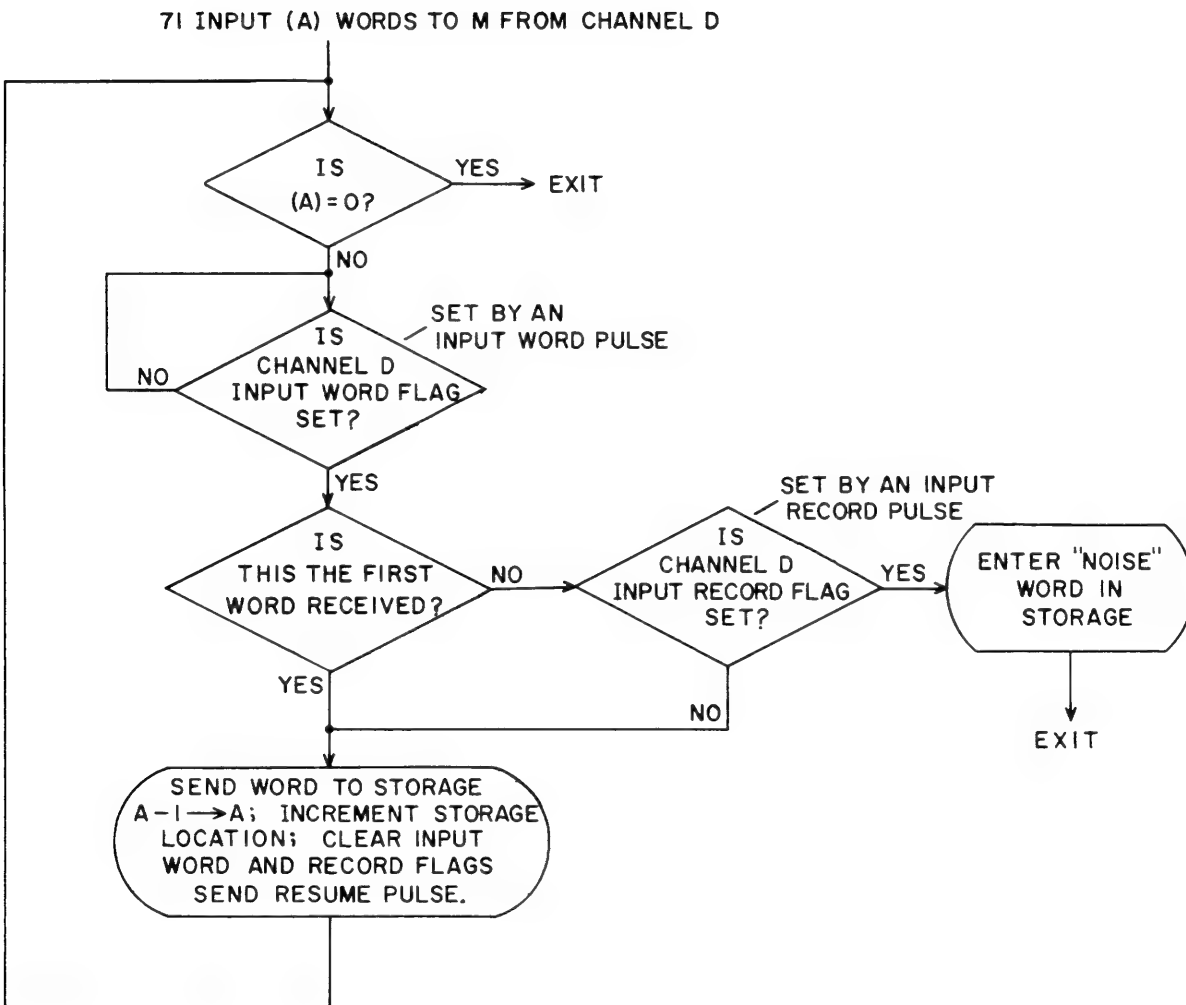 71 INPUT (A) WORDS TO M FROM CHANNEL D
IS
(A) = 0?
YES
EXIT
NO
SET BY AN
INPUT WORD PULSE
IS
CHANNEL D
INPUT WORD FLAG
SET?
NO
YES
IS
THIS THE FIRST
WORD RECEIVED?
NO
SET BY AN INPUT
RECORD PULSE
IS
CHANNEL D
INPUT RECORD FLAG
SET?
YES
ENTER "NOISE"
WORD IN
STORAGE
YES
NO
EXIT
SEND WORD TO STORAGE
A - 1 → A; INCREMENT STORAGE
LOCATION; CLEAR INPUT
WORD AND RECORD FLAGS
SEND RESUME PULSE.